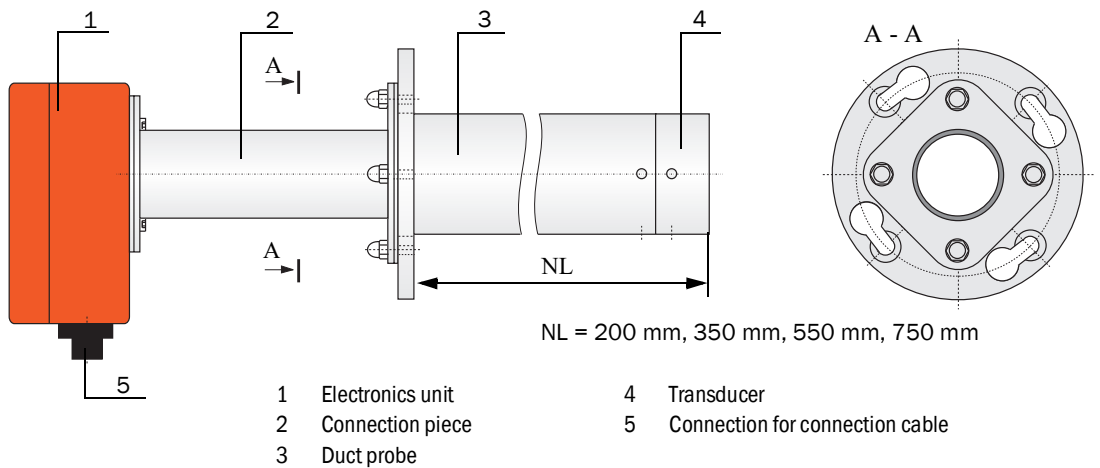 1
2
3
4
A - A
A
A
NL
NL = 200 mm, 350 mm, 550 mm, 750 mm
5
1 Electronics unit
2 Connection piece
3 Duct probe
4 Transducer
5 Connection for connection cable